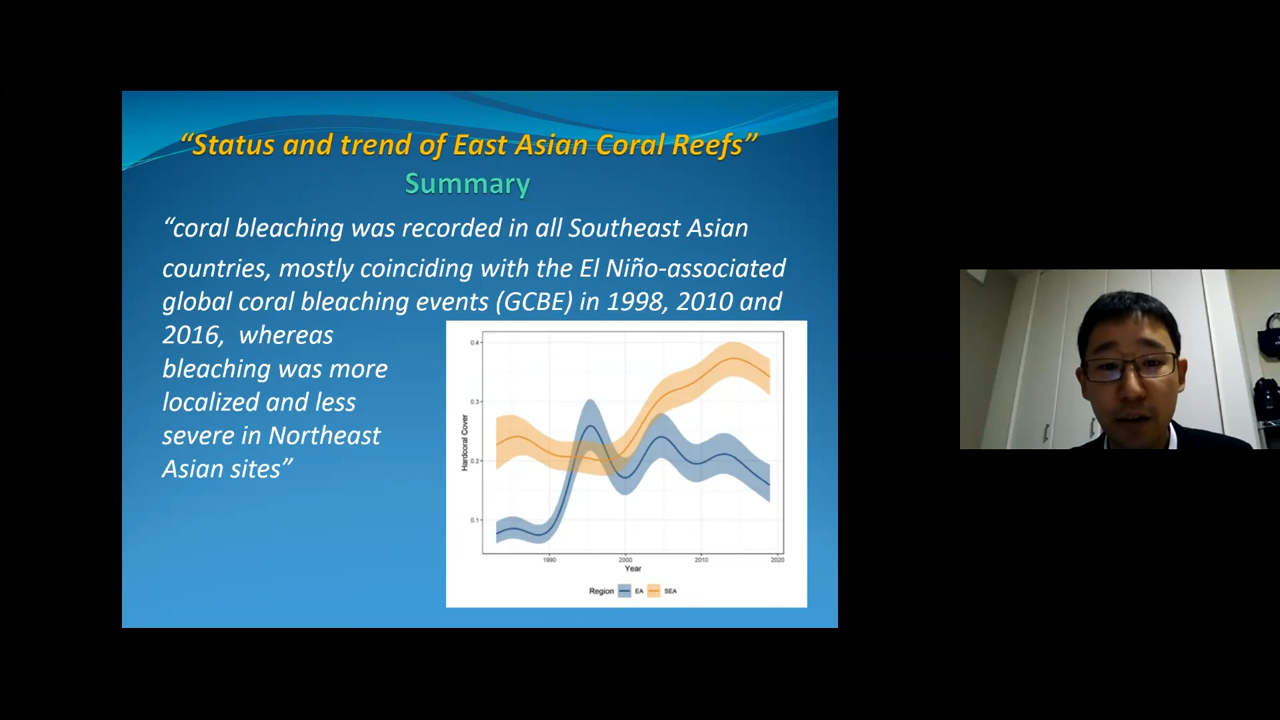 “Status and trend of East Asian Coral Reefs”
Summary
“coral bleaching was recorded in all Southeast Asian
countries, mostly coinciding with the El Niño-associated
global coral bleaching events (GCBE) in 1998, 2010 and
2016, whereas
bleaching was more
localized and less
severe in Northeast
Asian sites”
0.4
0.3
0.2
0.1
Hardcoral Cover
1990 2000 2010 2020
Year
Region EA SEA